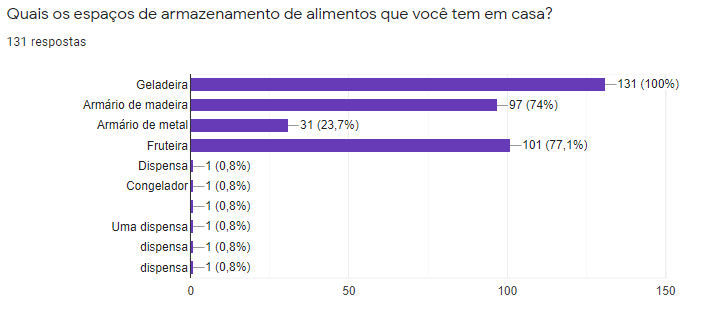 Quais os espaços de armazenamento de alimentos que você tem em casa?
131 respostas
Geladeira 131 (100%)
Armário de madeira 97 (74%)
Armário de metal 31 (23,7%)
Fruteira 101 (77,1%)
Dispensa 1 (0,8%)
Congelador 1 (0,8%)
1 (0,8%)
Uma dispensa 1 (0,8%)
dispensa 1 (0,8%)
dispensa 1 (0,8%)
0 50 100 150